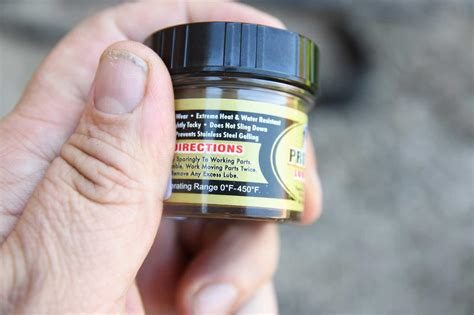 Wear • Extreme Heat & Water Resistant
Tacky • Does Not Sling Down
Prevents Stainless Steel Galling
DIRECTIONS
Sparingly To Working Parts.
Work Moving Parts Twice.
Remove Any Excess Lube.
Operating Range 0°F-450°F.